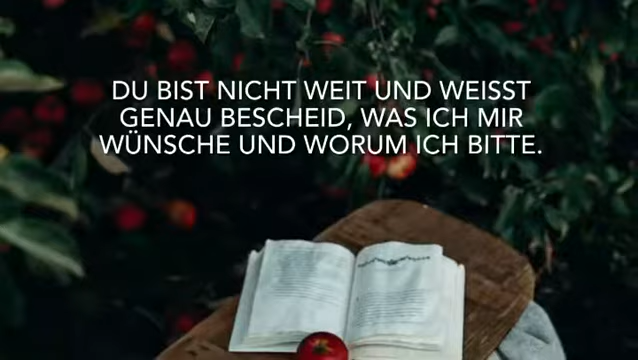 DU BIST NICHT WEIT UND WEISST
GENAU BESCHEID, WAS ICH MIR
WÜNSCHE UND WORUM ICH BITTE.